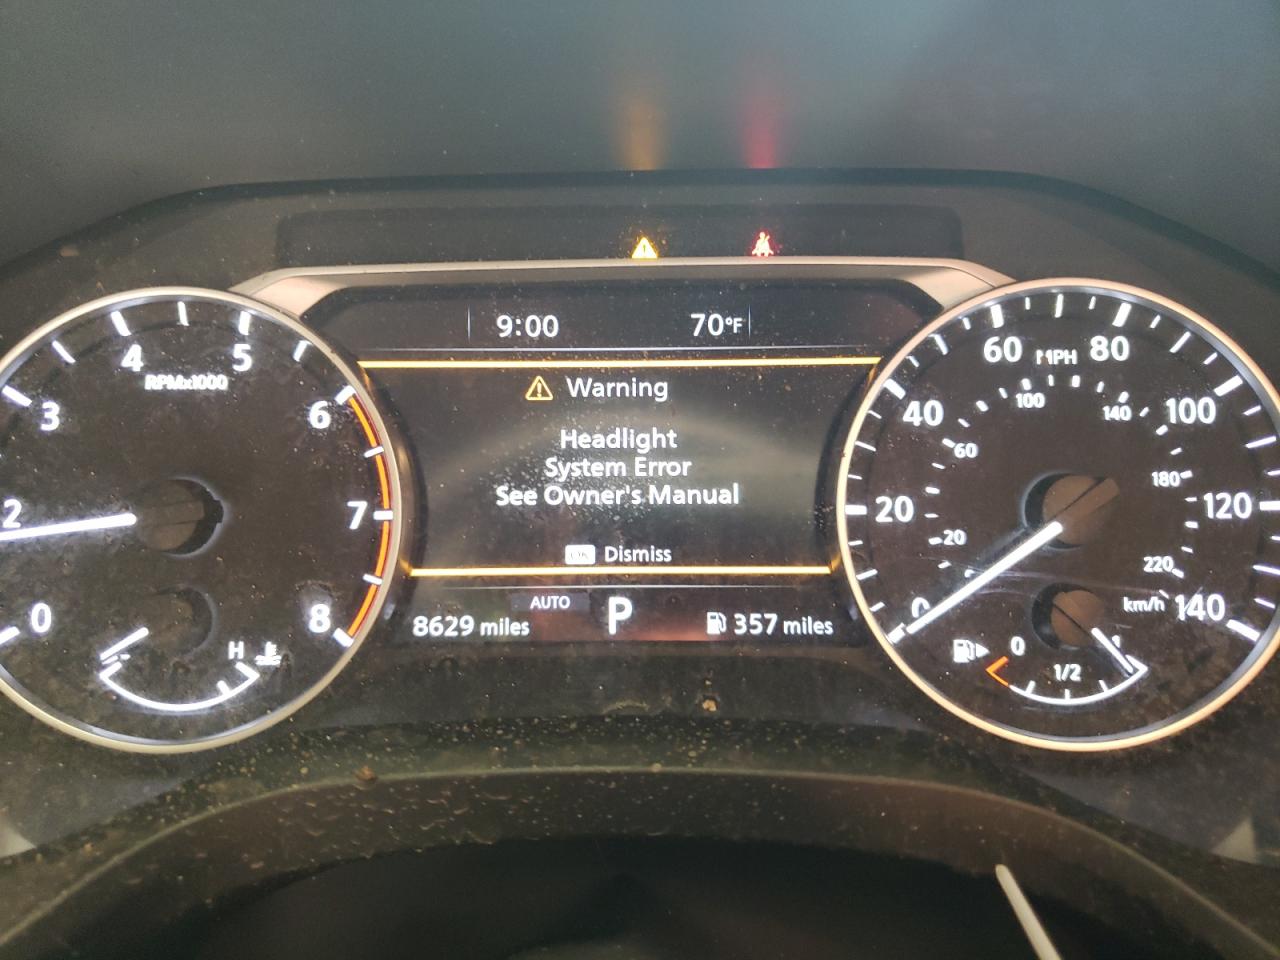 9:00 70°F
Warning
Headlight
System Error
See Owner's Manual
OK Dismiss
AUTO P
8629 miles 357 miles
0 2 3 4 5 6 7 8
RPMx1000
H
0 20 40 60 80 100 120 140
MPH
20 60 100 140 180 220
km/h
0 1/2 1